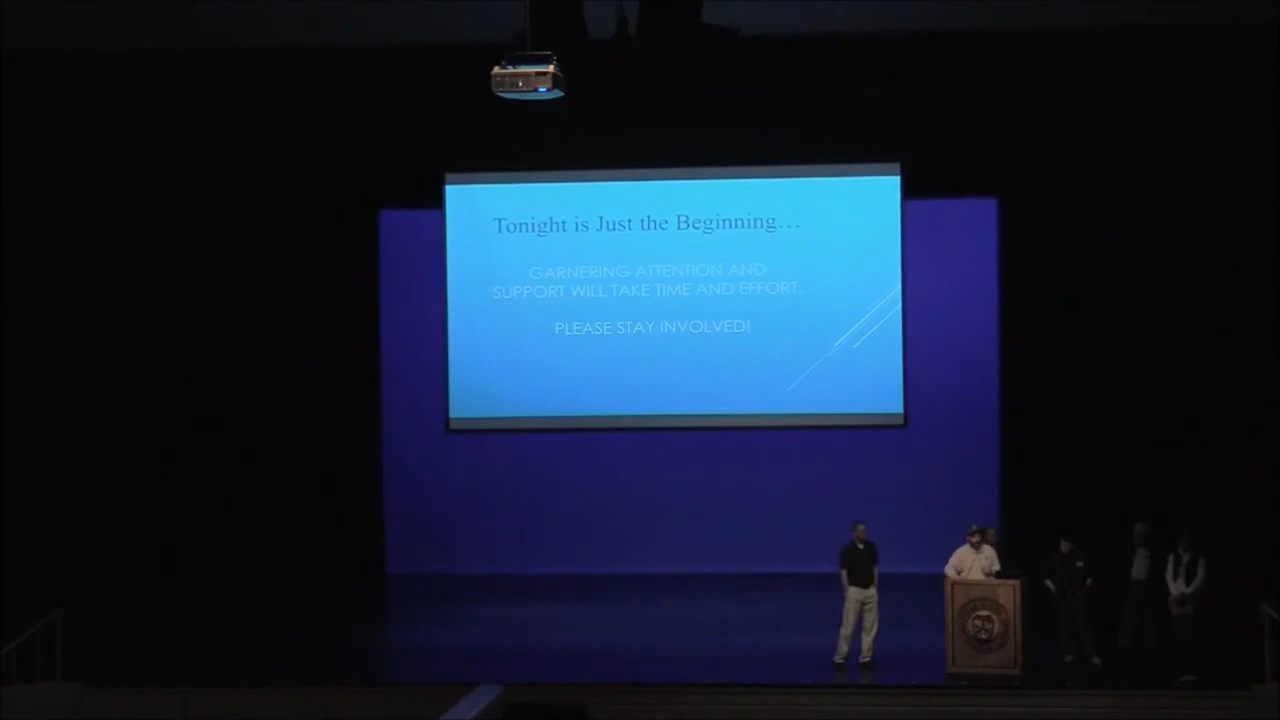 Tonight is Just the Beginning...
GARNERING ATTENTION AND
SUPPORT WILL TAKE TIME AND EFFORT.
PLEASE STAY INVOLVED!